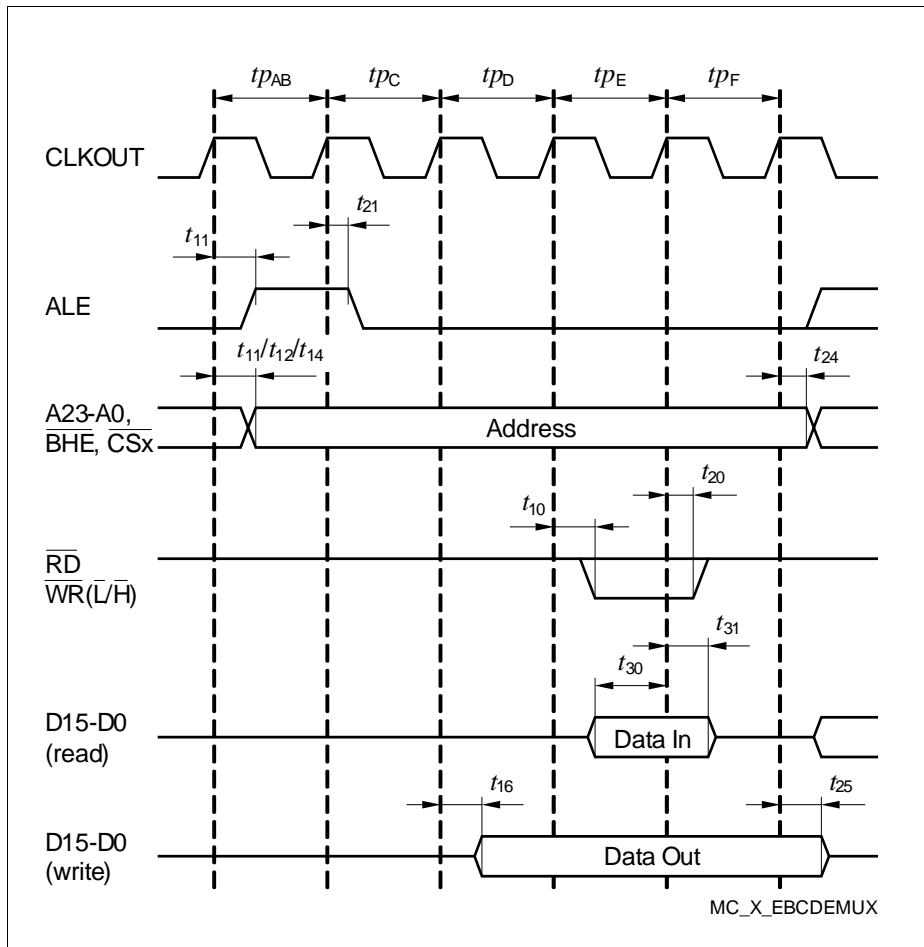 tpAB tpC tpD tpE tpF
CLKOUT
t21
t11
ALE
t11/t12/t14
t24
A23-A0,
BHE, CSx
Address
t20
t10
RD
WR(L/H)
t31
t30
D15-D0
(read)
Data In
t16
t25
D15-D0
(write)
Data Out
MC_X_EBCDEMUX